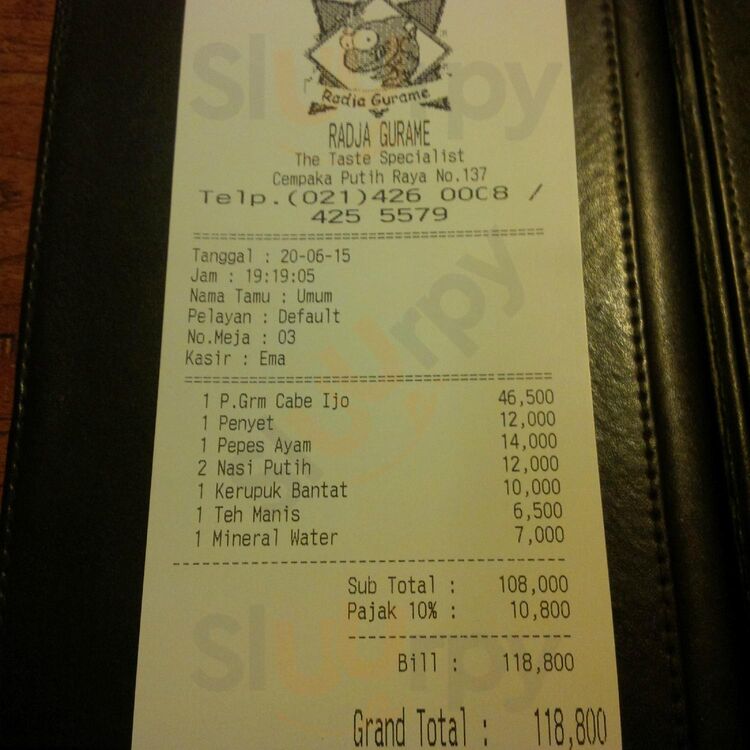 Radja Gurame
RADJA GURAME
The Taste Specialist
Cempaka Putih Raya No.137
Telp.(021)426 0008 /
425 5579
Tanggal : 20-06-15
Jam : 19:19:05
Nama Tamu : Umum
Pelayan : Default
No.Meja : 03
Kasir : Ema
1 P.Grm Cabe Ijo 46,500
1 Penyet 12,000
1 Pepes Ayam 14,000
2 Nasi Putih 12,000
1 Kerupuk Bantat 10,000
1 Teh Manis 6,500
1 Mineral Water 7,000
Sub Total : 108,000
Pajak 10% : 10,800
Bill : 118,800
Grand Total : 118,800
Slurrpy
Slurrpy
Slurrpy